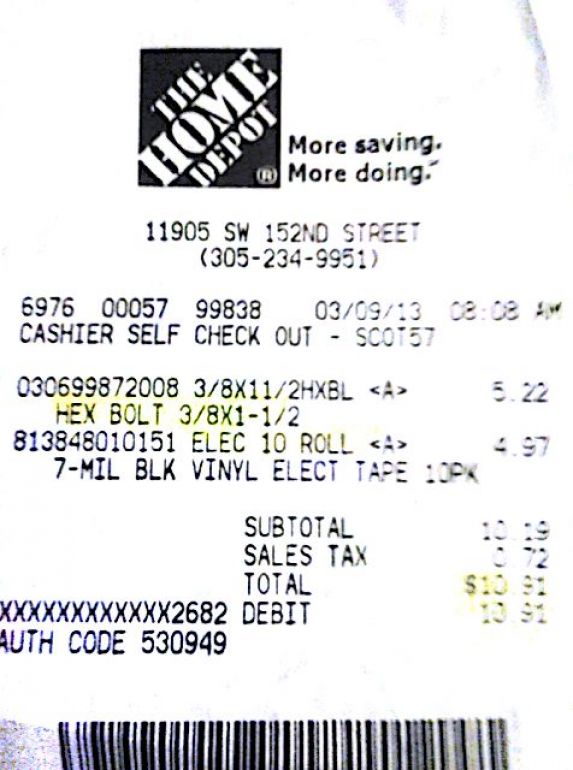 THE
HOME
DEPOT
®
More saving.
More doing.™
11905 SW 152ND STREET
(305-234-9951)
6976 00057 99838 03/09/13 08:08 AM
CASHIER SELF CHECK OUT - SCOT57
030699872008 3/8X11/2HXBL <A> 5.22
HEX BOLT 3/8X1-1/2
813848010151 ELEC 10 ROLL <A> 4.97
7-MIL BLK VINYL ELECT TAPE 10PK
SUBTOTAL 10.19
SALES TAX 0.72
TOTAL $10.91
XXXXXXXXXXXX2682 DEBIT 10.91
AUTH CODE 530949